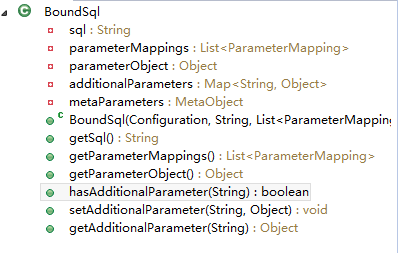 BoundSql
sql : String
parameterMappings : List<ParameterMapping>
parameterObject : Object
additionalParameters : Map<String, Object>
metaParameters : MetaObject
BoundSql(Configuration, String, List<ParameterMapping
getSql() : String
getParameterMappings() : List<ParameterMapping>
getParameterObject() : Object
hasAdditionalParameter(String) : boolean
setAdditionalParameter(String, Object) : void
getAdditionalParameter(String) : Object